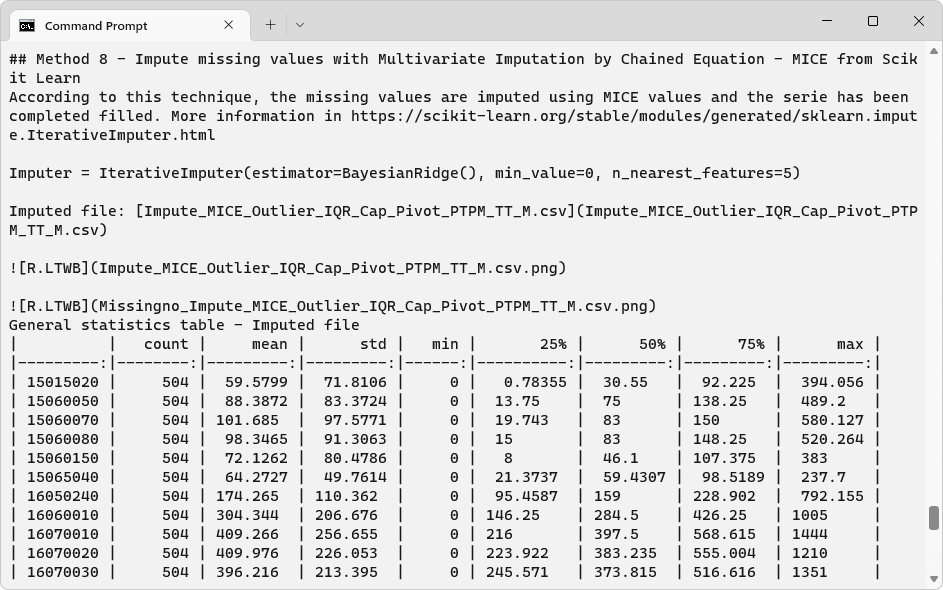 Command Prompt
## Method 8 - Impute missing values with Multivariate Imputation by Chained Equation - MICE from Scik
it Learn
According to this technique, the missing values are imputed using MICE values and the serie has been
completed filled. More information in https://scikit-learn.org/stable/modules/generated/sklearn.imput
e.IterativeImputer.html
Imputer = IterativeImputer(estimator=BayesianRidge(), min_value=0, n_nearest_features=5)
Imputed file: [Impute_MICE_Outlier_IQR_Cap_Pivot_PTPM_TT_M.csv](Impute_MICE_Outlier_IQR_Cap_Pivot_PTP
M_TT_M.csv)
![R.LTWB](Impute_MICE_Outlier_IQR_Cap_Pivot_PTPM_TT_M.csv.png)
![R.LTWB](Missingno_Impute_MICE_Outlier_IQR_Cap_Pivot_PTPM_TT_M.csv.png)
General statistics table - Imputed file
|          |   count |     mean |      std |   min |       25% |      50% |      75% |      max |
|---------:|--------:|---------:|---------:|------:|----------:|---------:|---------:|---------:|
| 15015020 |     504 |  59.5799 |  71.8106 |     0 |   0.78355 |  30.55   |   92.225 |  394.056 |
| 15060050 |     504 |  88.3872 |  83.3724 |     0 |  13.75    |  75      |  138.25  |  489.2   |
| 15060070 |     504 | 101.685  |  97.5771 |     0 |  19.743   |  83      |  150     |  580.127 |
| 15060080 |     504 |  98.3465 |  91.3063 |     0 |  15       |  83      |  148.25  |  520.264 |
| 15060150 |     504 |  72.1262 |  80.4786 |     0 |   8       |  46.1    |  107.375 |  383     |
| 15065040 |     504 |  64.2727 |  49.7614 |     0 |  21.3737  |  59.4307 |   98.5189 |  237.7   |
| 16050240 |     504 | 174.265  | 110.362  |     0 |  95.4587  | 159      |  228.902 |  792.155 |
| 16060010 |     504 | 304.344  | 206.676  |     0 | 146.25    | 284.5    |  426.25  | 1005     |
| 16070010 |     504 | 409.266  | 256.655  |     0 | 216       | 397.5    |  568.615 | 1444     |
| 16070020 |     504 | 409.976  | 226.053  |     0 | 223.922   | 383.235  |  555.004 | 1210     |
| 16070030 |     504 | 396.216  | 213.395  |     0 | 245.571   | 373.815  |  516.616 | 1351     |